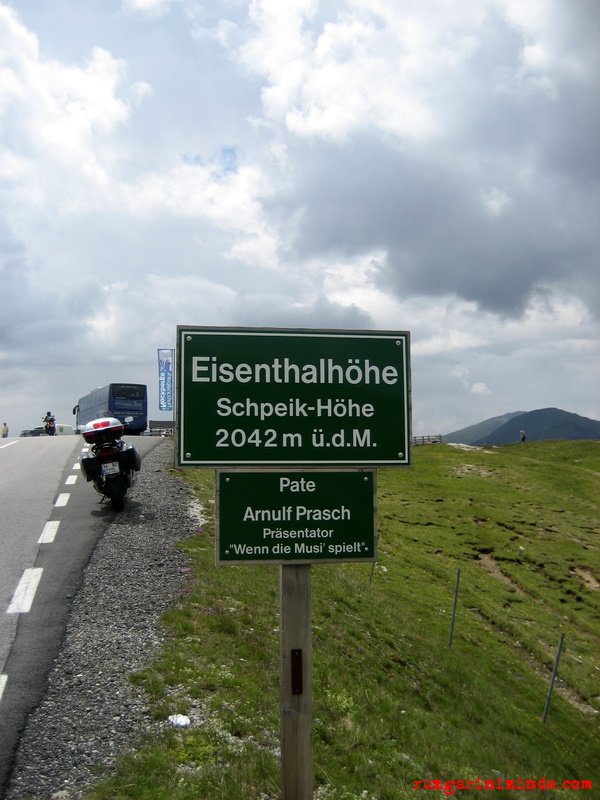 Eisenthalhöhe
Schpeik-Höhe
2042 m ü.d.M.
Pate
Arnulf Prasch
Präsentator
"Wenn die Musi' spielt"